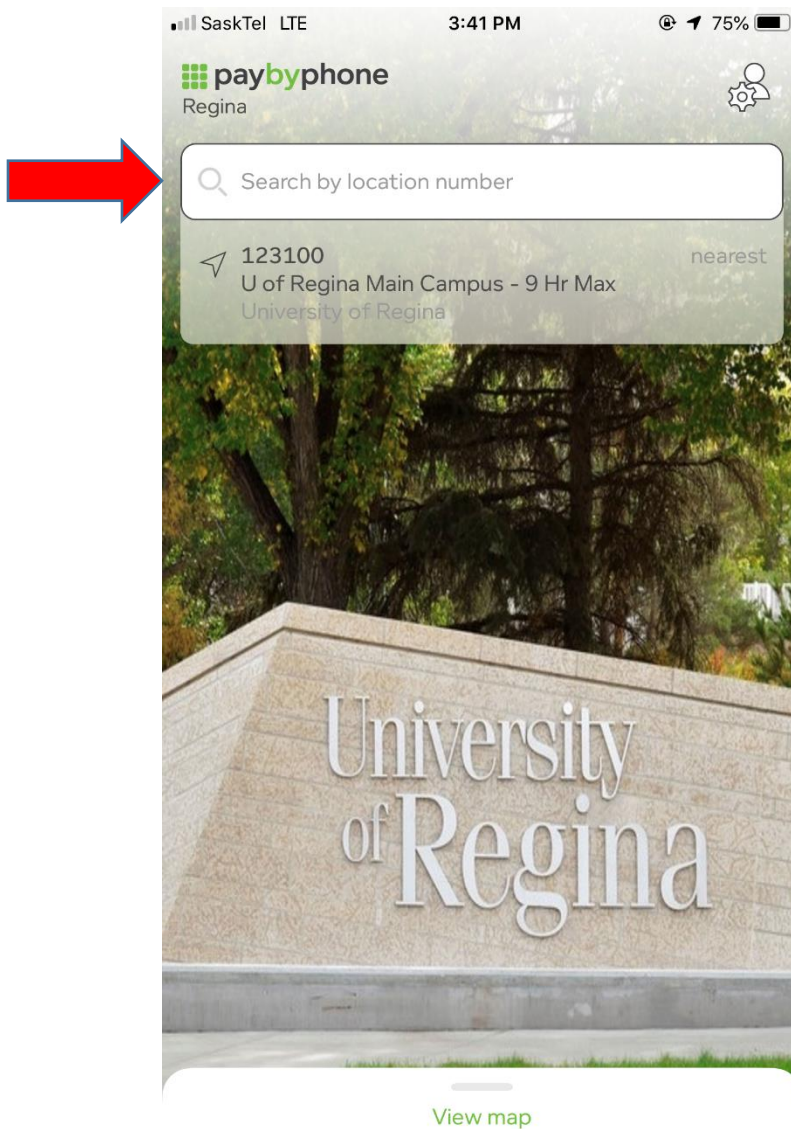 SaskTel LTE 3:41 PM 75%
paybyphone
Regina
Search by location number
123100 nearest
U of Regina Main Campus - 9 Hr Max
University of Regina
University
of Regina
View map